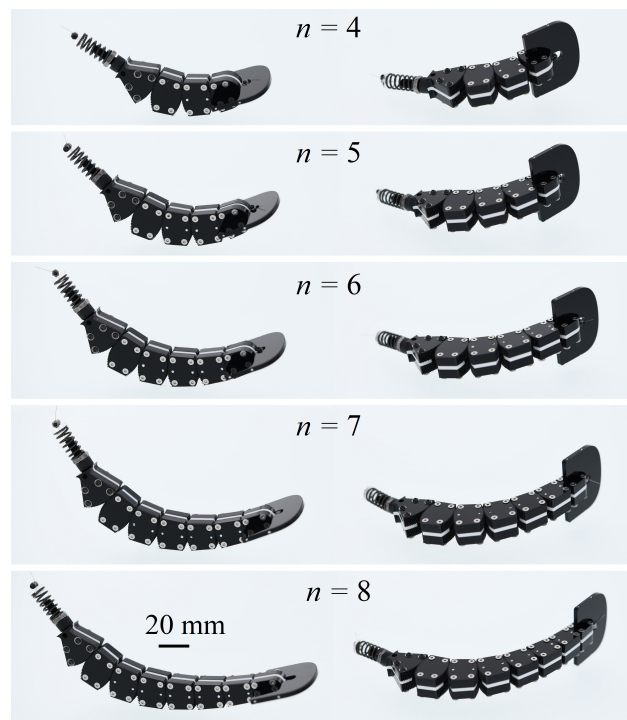 n = 4
n = 5
n = 6
n = 7
n = 8
20 mm